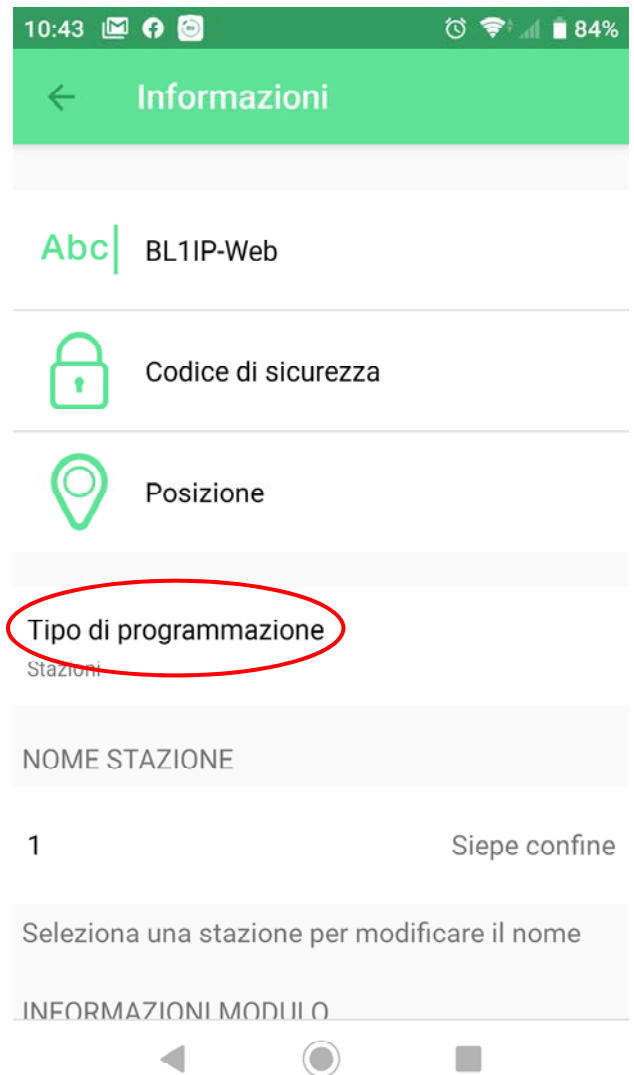 10:43 84%
Informazioni
Abc BL1IP-Web
Codice di sicurezza
Posizione
Tipo di programmazione
Stazioni
NOME STAZIONE
1 Siepe confine
Seleziona una stazione per modificare il nome
INFORMAZIONI MODULO